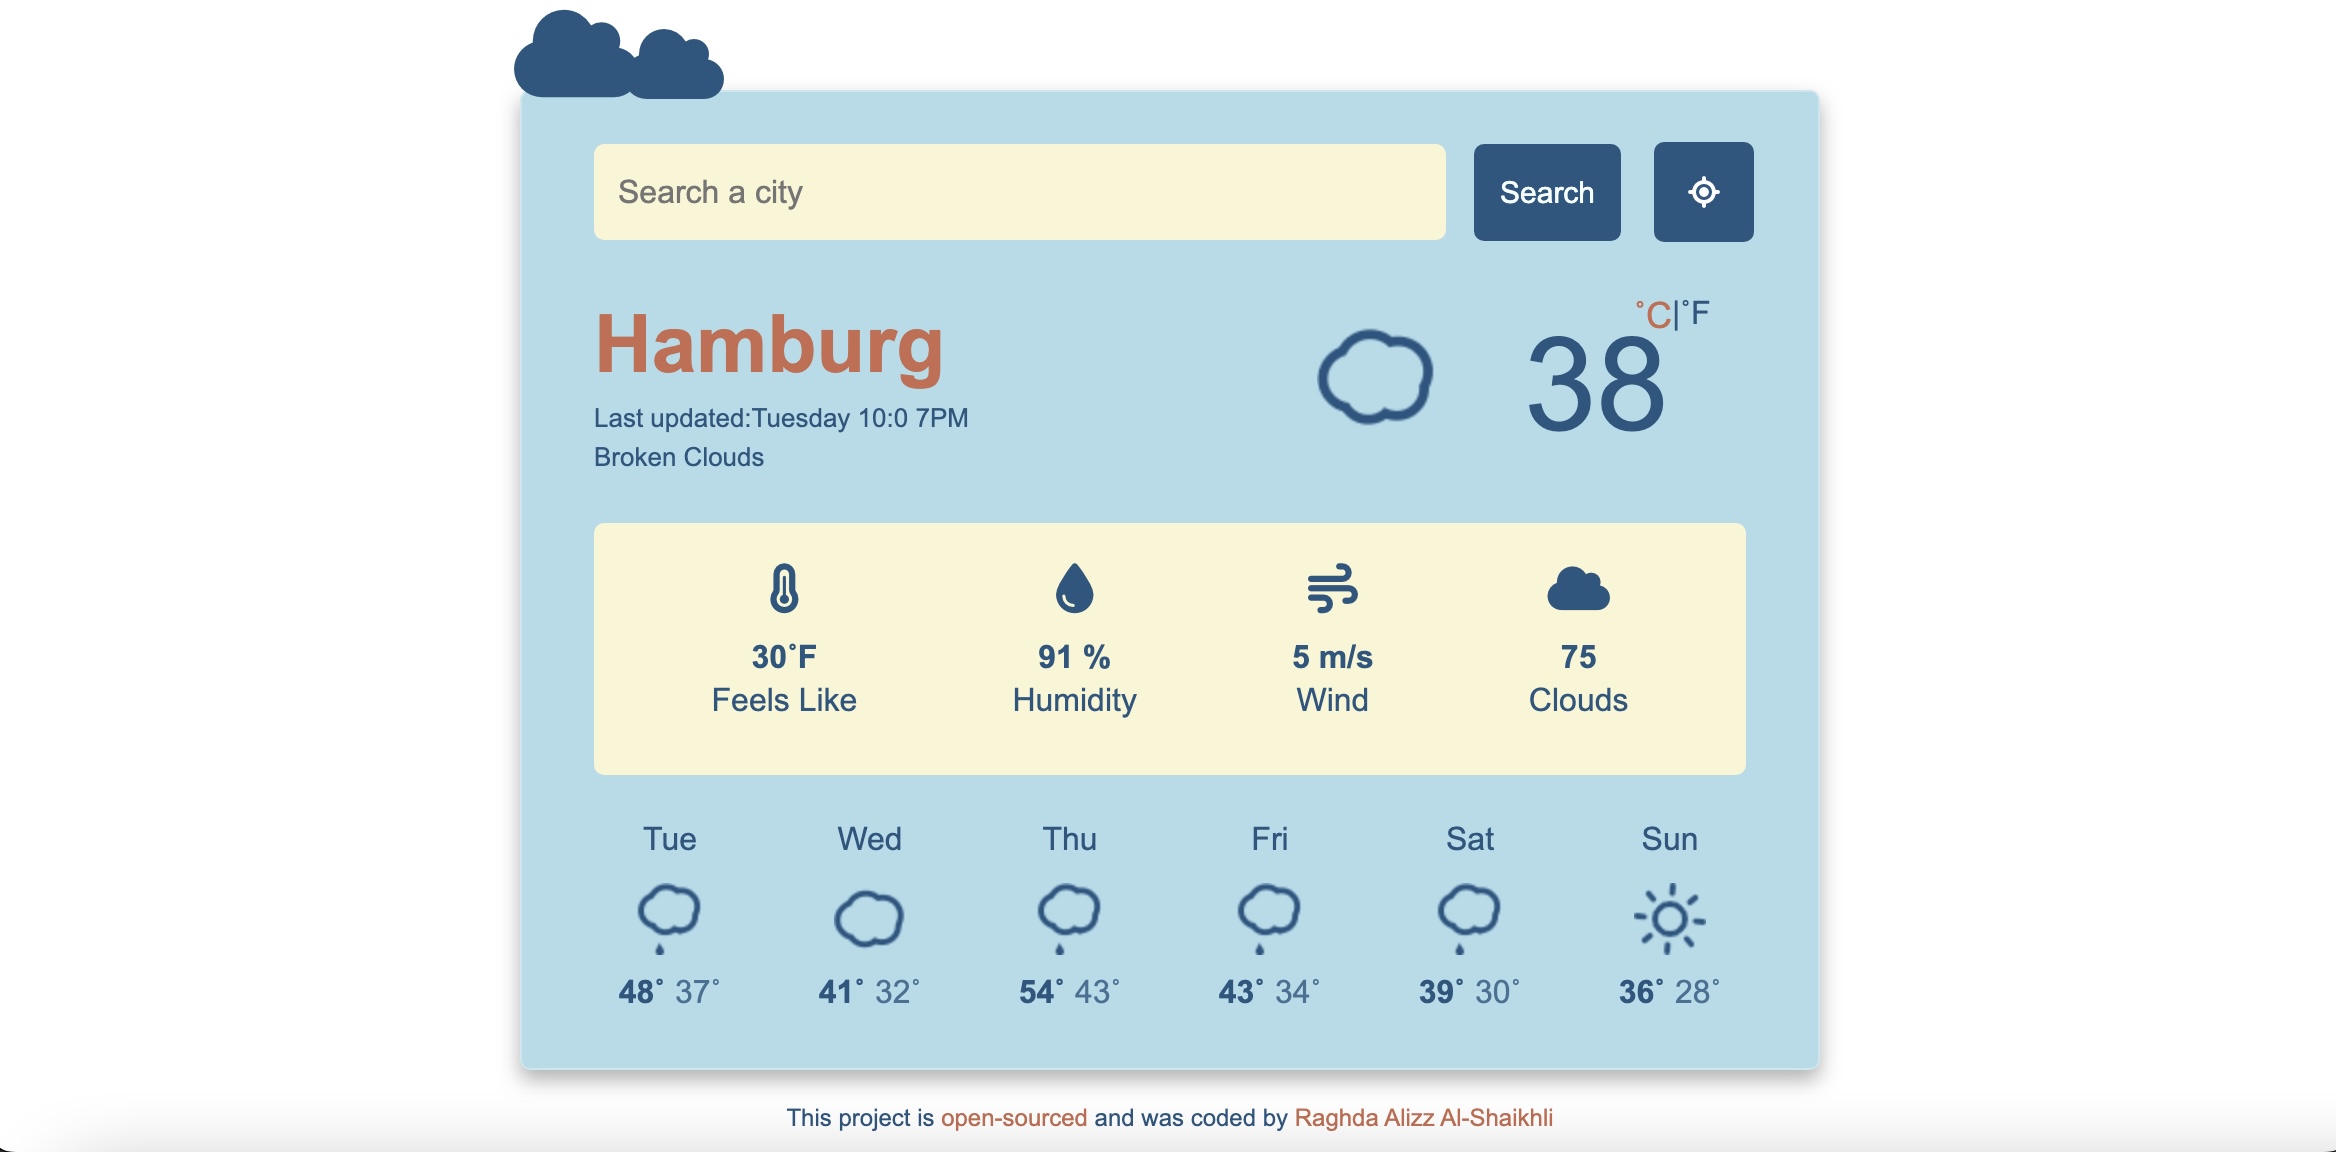 Search a city
Search
Hamburg
˚C|˚F
38
Last updated:Tuesday 10:0 7PM
Broken Clouds
30˚F
Feels Like
91 %
Humidity
5 m/s
Wind
75
Clouds
Tue
48˚ 37˚
Wed
41˚ 32˚
Thu
54˚ 43˚
Fri
43˚ 34˚
Sat
39˚ 30˚
Sun
36˚ 28˚
This project is open-sourced and was coded by Raghda Alizz Al-Shaikhli